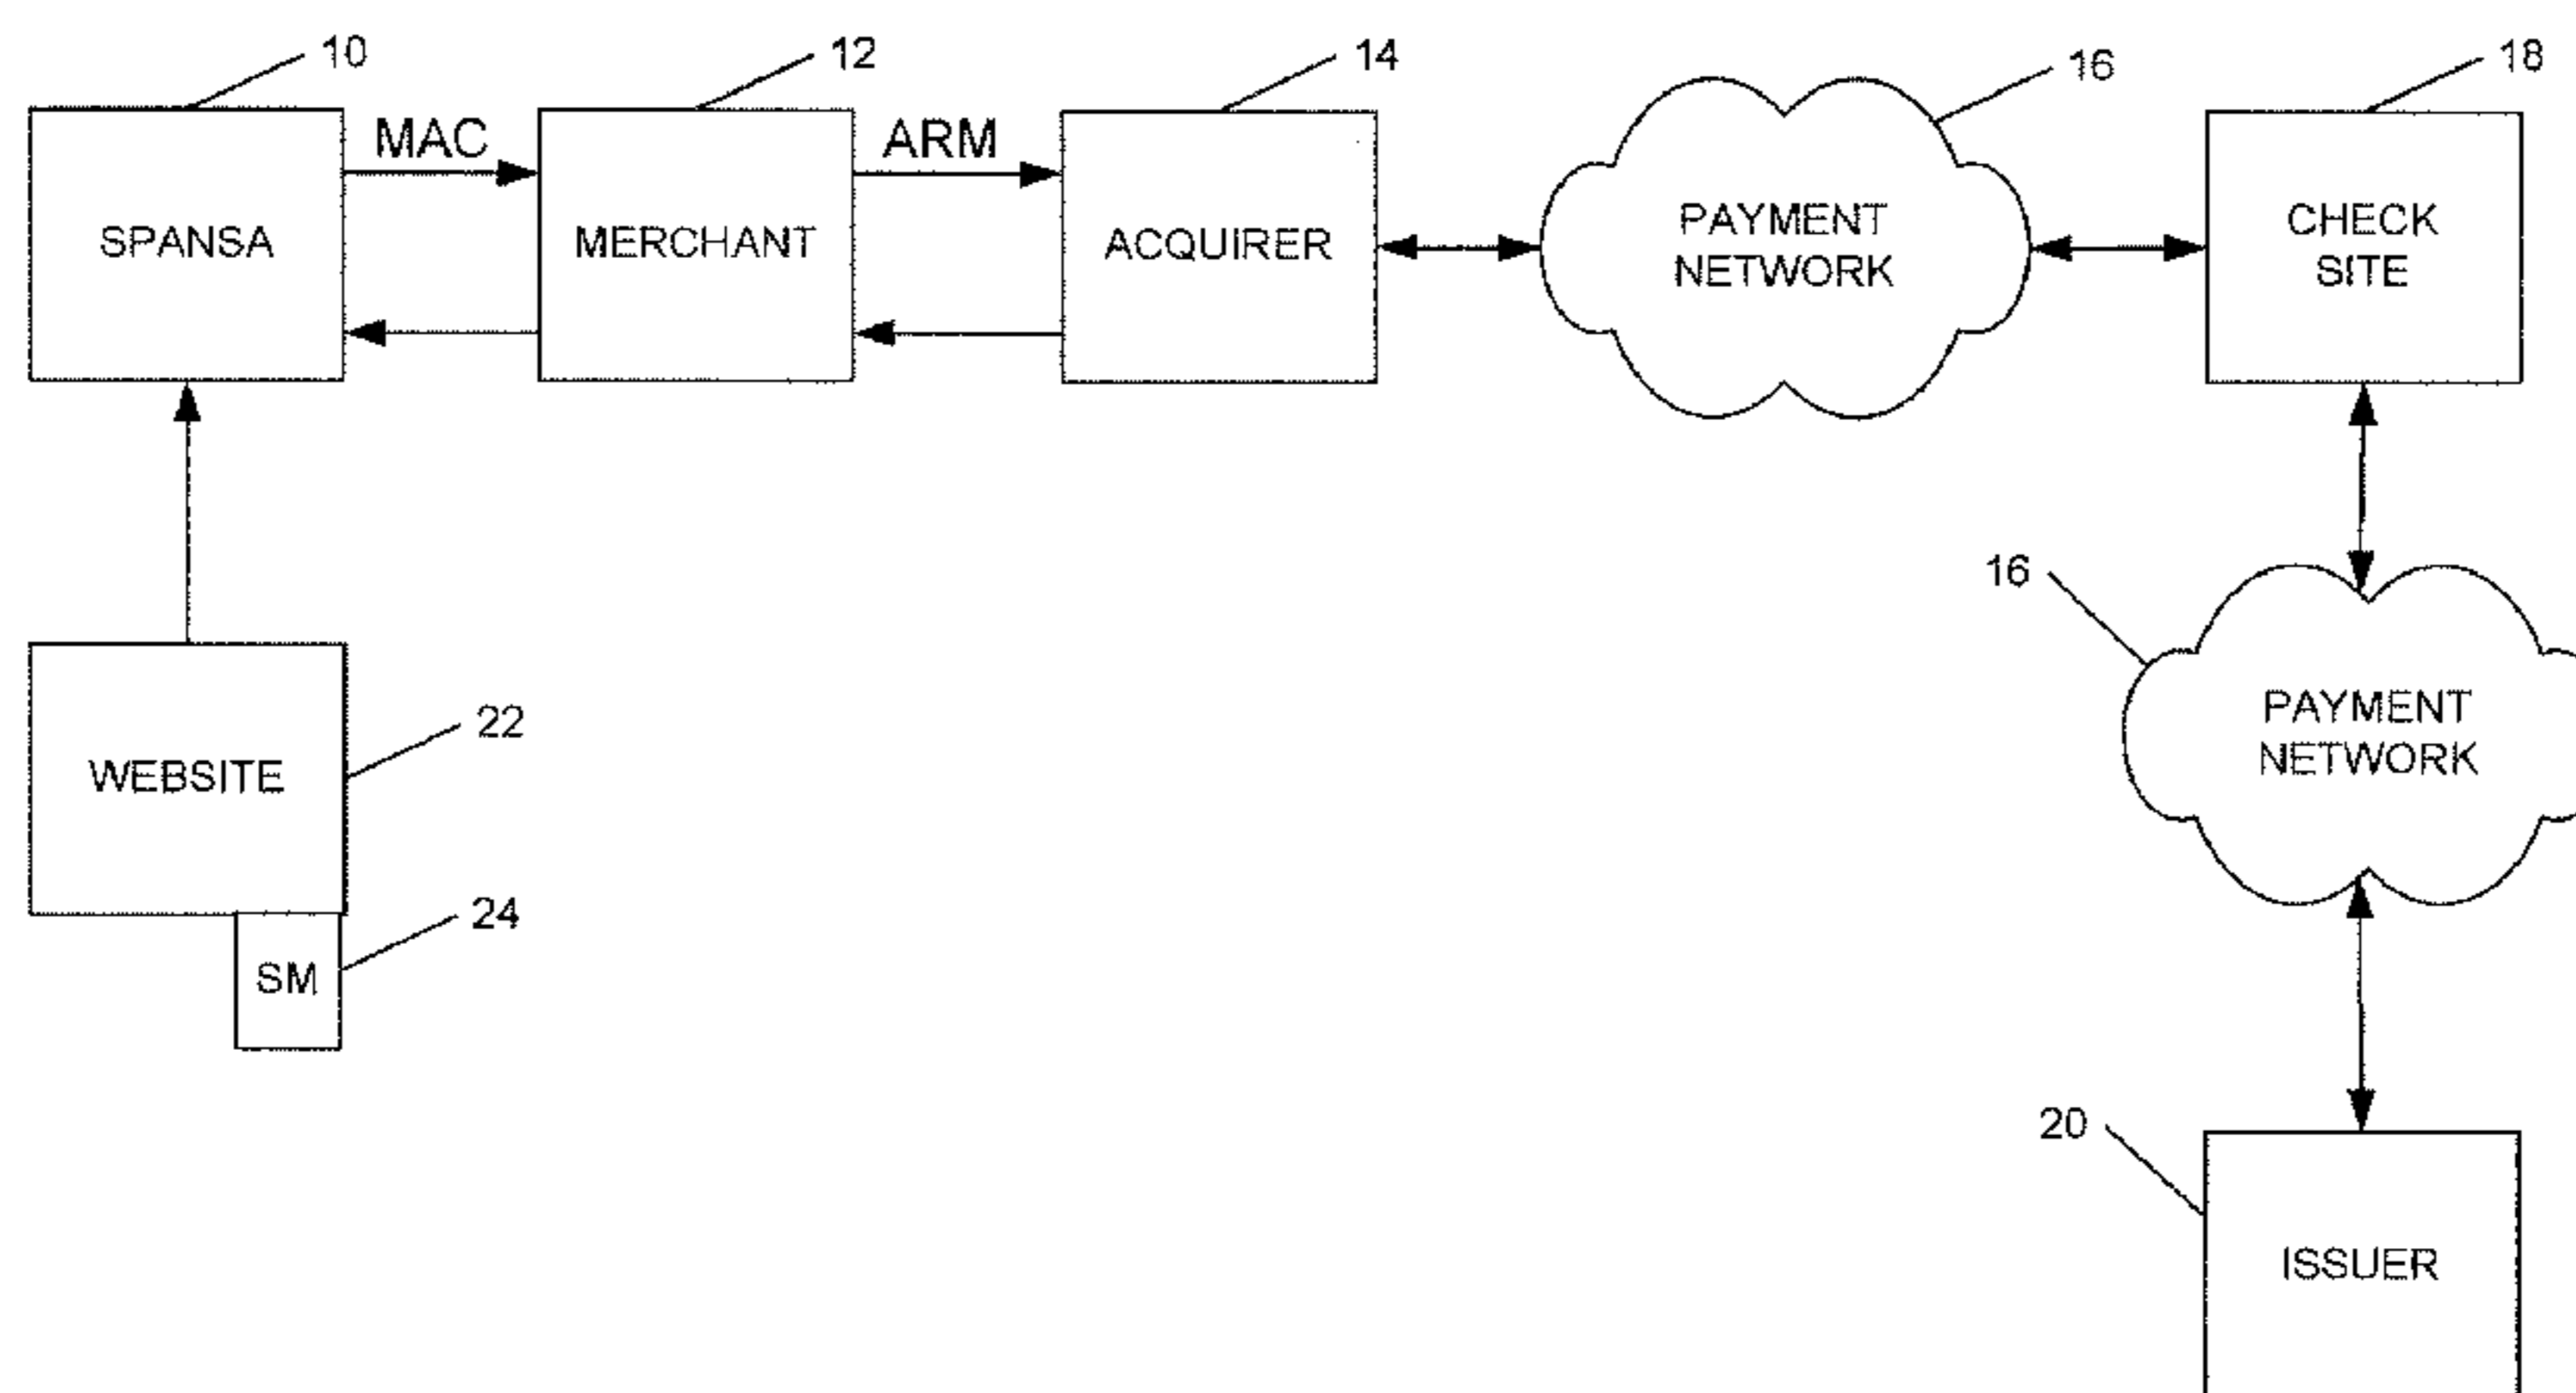 10
12
14
16
18
MAC
ARM
SPANSA
MERCHANT
ACQUIRER
PAYMENT
NETWORK
CHECK
SITE
16
22
WEBSITE
PAYMENT
NETWORK
24
SM
20
ISSUER